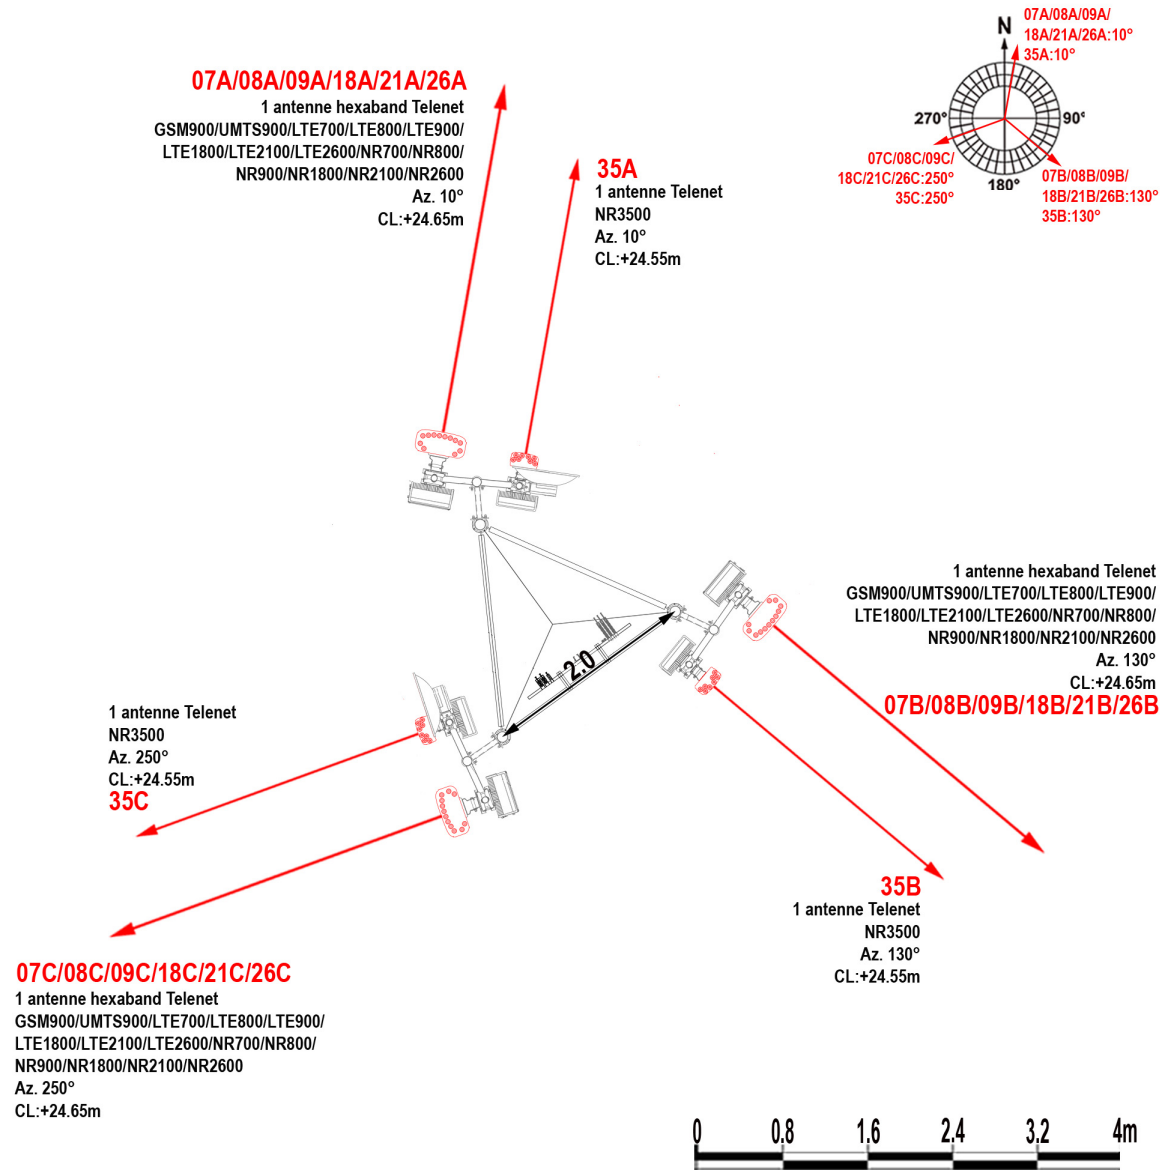 07A/08A/09A/18A/21A/26A
1 antenne hexaband Telenet
GSM900/UMTS900/LTE700/LTE800/LTE900/
LTE1800/LTE2100/LTE2600/NR700/NR800/
NR900/NR1800/NR2100/NR2600
Az. 10°
CL:+24.65m
35A
1 antenne Telenet
NR3500
Az. 10°
CL:+24.55m
07A/08A/09A/
18A/21A/26A:10°
35A:10°
N
270°
90°
180°
07C/08C/09C/
18C/21C/26C:250°
35C:250°
07B/08B/09B/
18B/21B/26B:130°
35B:130°
1 antenne hexaband Telenet
GSM900/UMTS900/LTE700/LTE800/LTE900/
LTE1800/LTE2100/LTE2600/NR700/NR800/
NR900/NR1800/NR2100/NR2600
Az. 130°
CL:+24.65m
07B/08B/09B/18B/21B/26B
2.0
1 antenne Telenet
NR3500
Az. 250°
CL:+24.55m
35C
35B
1 antenne Telenet
NR3500
Az. 130°
CL:+24.55m
07C/08C/09C/18C/21C/26C
1 antenne hexaband Telenet
GSM900/UMTS900/LTE700/LTE800/LTE900/
LTE1800/LTE2100/LTE2600/NR700/NR800/
NR900/NR1800/NR2100/NR2600
Az. 250°
CL:+24.65m
0 0.8 1.6 2.4 3.2 4m